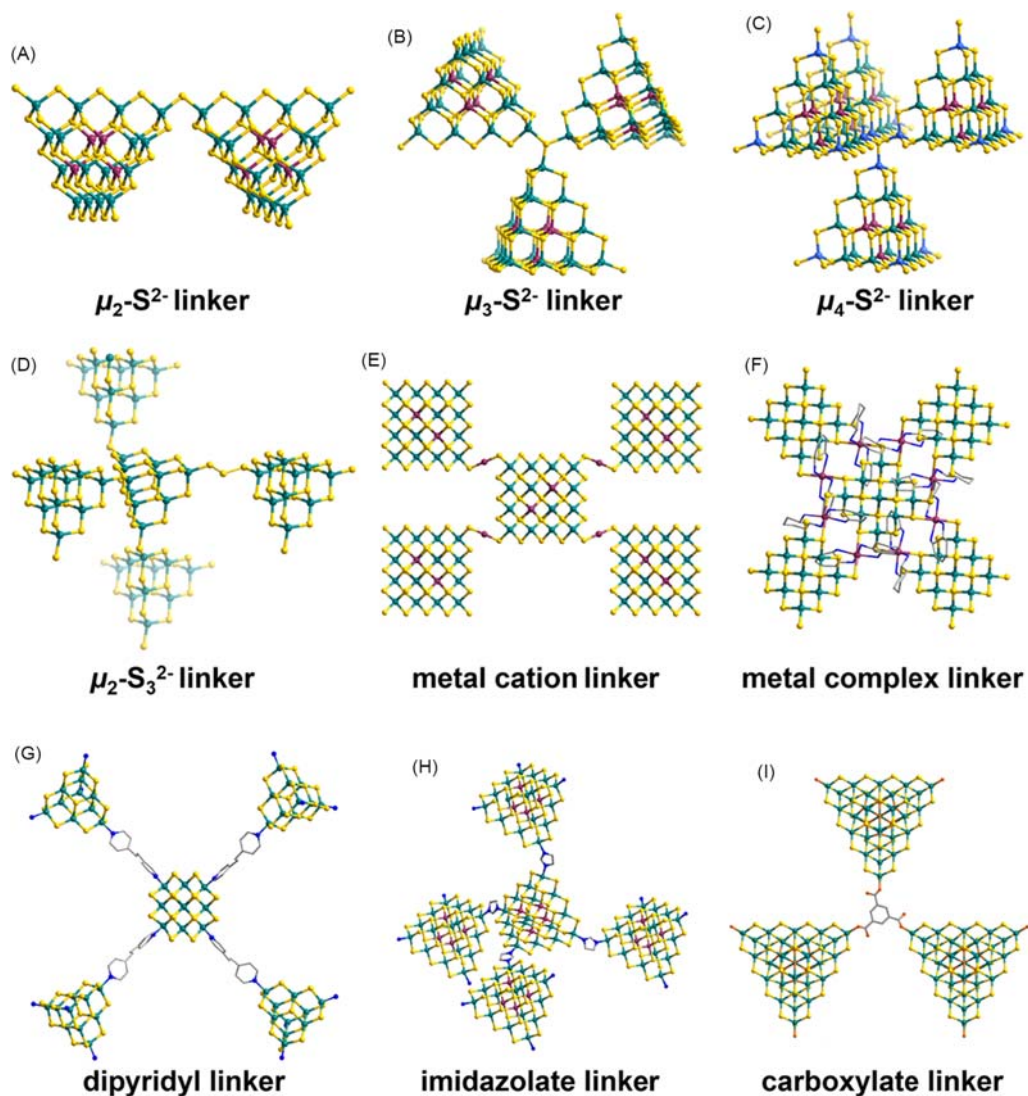 (A)
(B)
(C)
μ₂-S²⁻ linker
μ₃-S²⁻ linker
μ₄-S²⁻ linker
(D)
(E)
(F)
μ₂-S₃²⁻ linker
metal cation linker
metal complex linker
(G)
(H)
(I)
dipyridyl linker
imidazolate linker
carboxylate linker